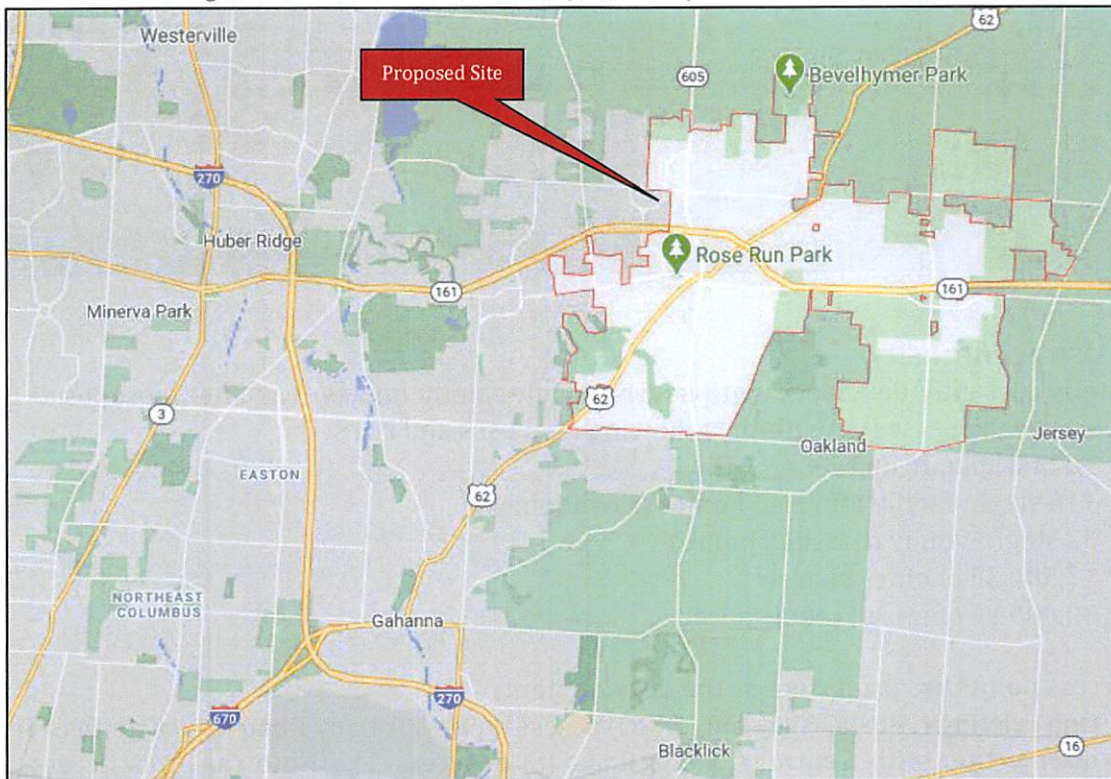 62
Westerville
Proposed Site
605
Bevelhymer Park
270
Huber Ridge
Rose Run Park
161
161
Minerva Park
62
3
Oakland
Jersey
EASTON
62
NORTHEAST
COLUMBUS
Gahanna
270
670
Blacklick
16